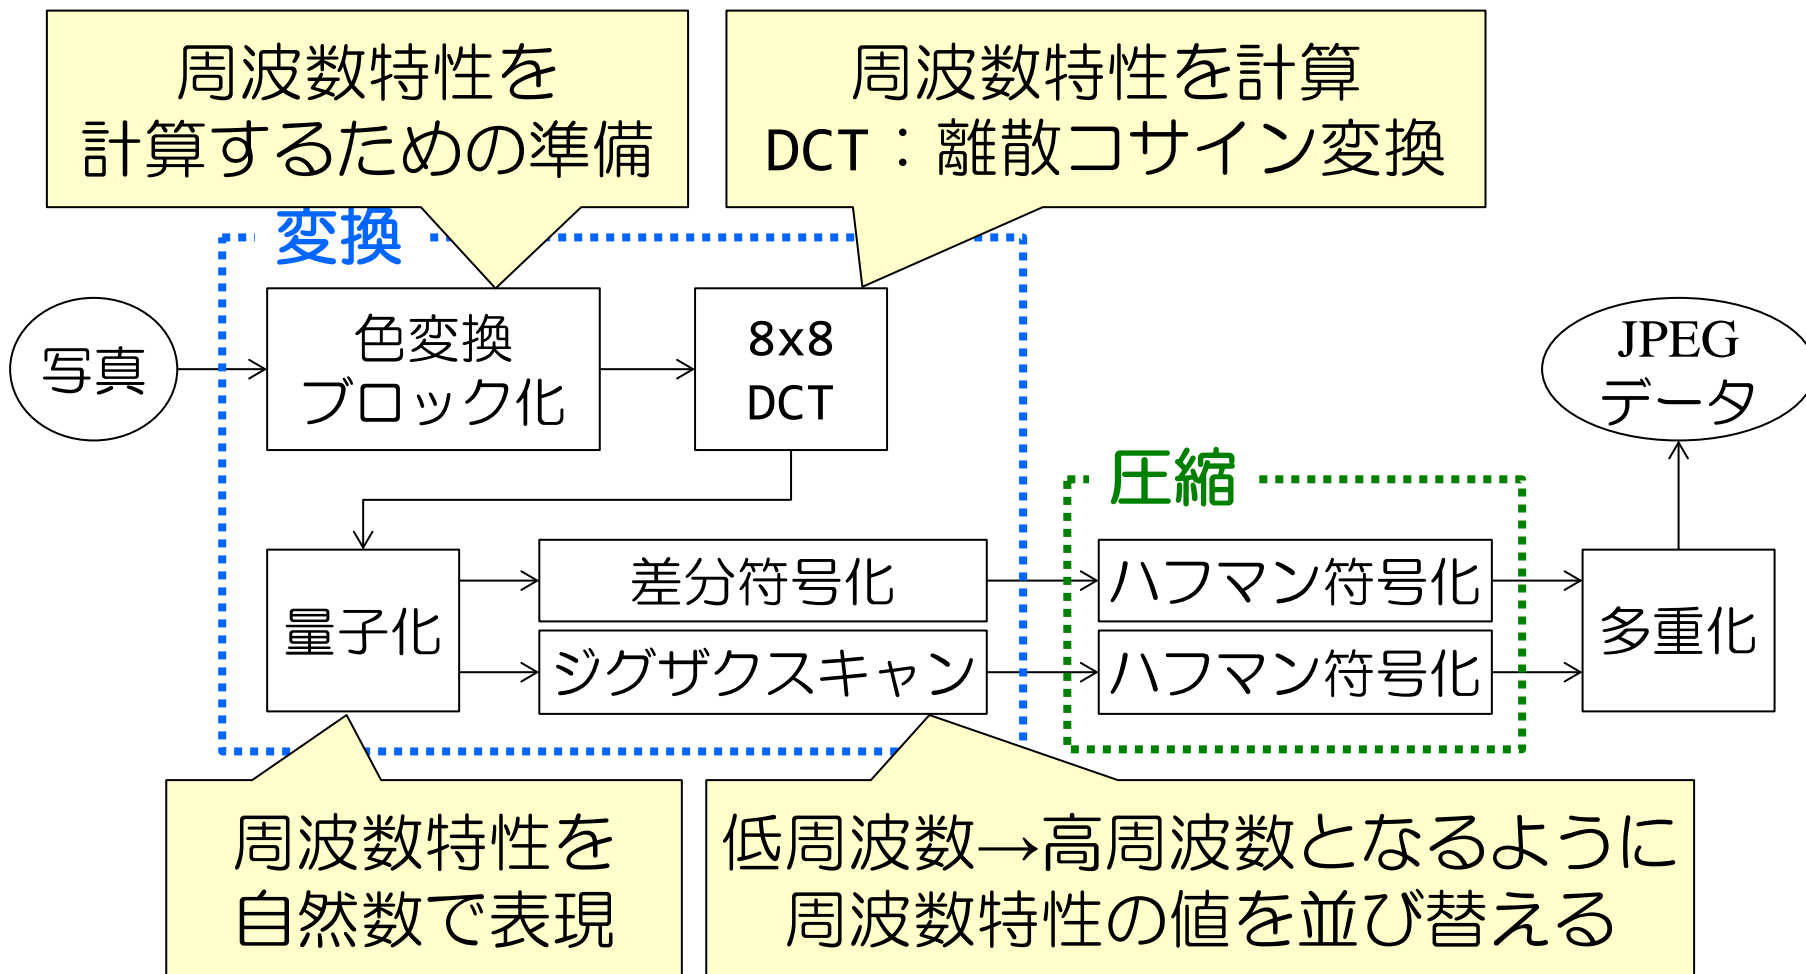 周波数特性を
計算するための準備
周波数特性を計算
DCT：離散コサイン変換
変換
写真
色変換
ブロック化
8x8
DCT
JPEG
データ
圧縮
量子化
差分符号化
ジグザクスキャン
ハフマン符号化
ハフマン符号化
多重化
周波数特性を
自然数で表現
低周波数→高周波数となるように
周波数特性の値を並び替える